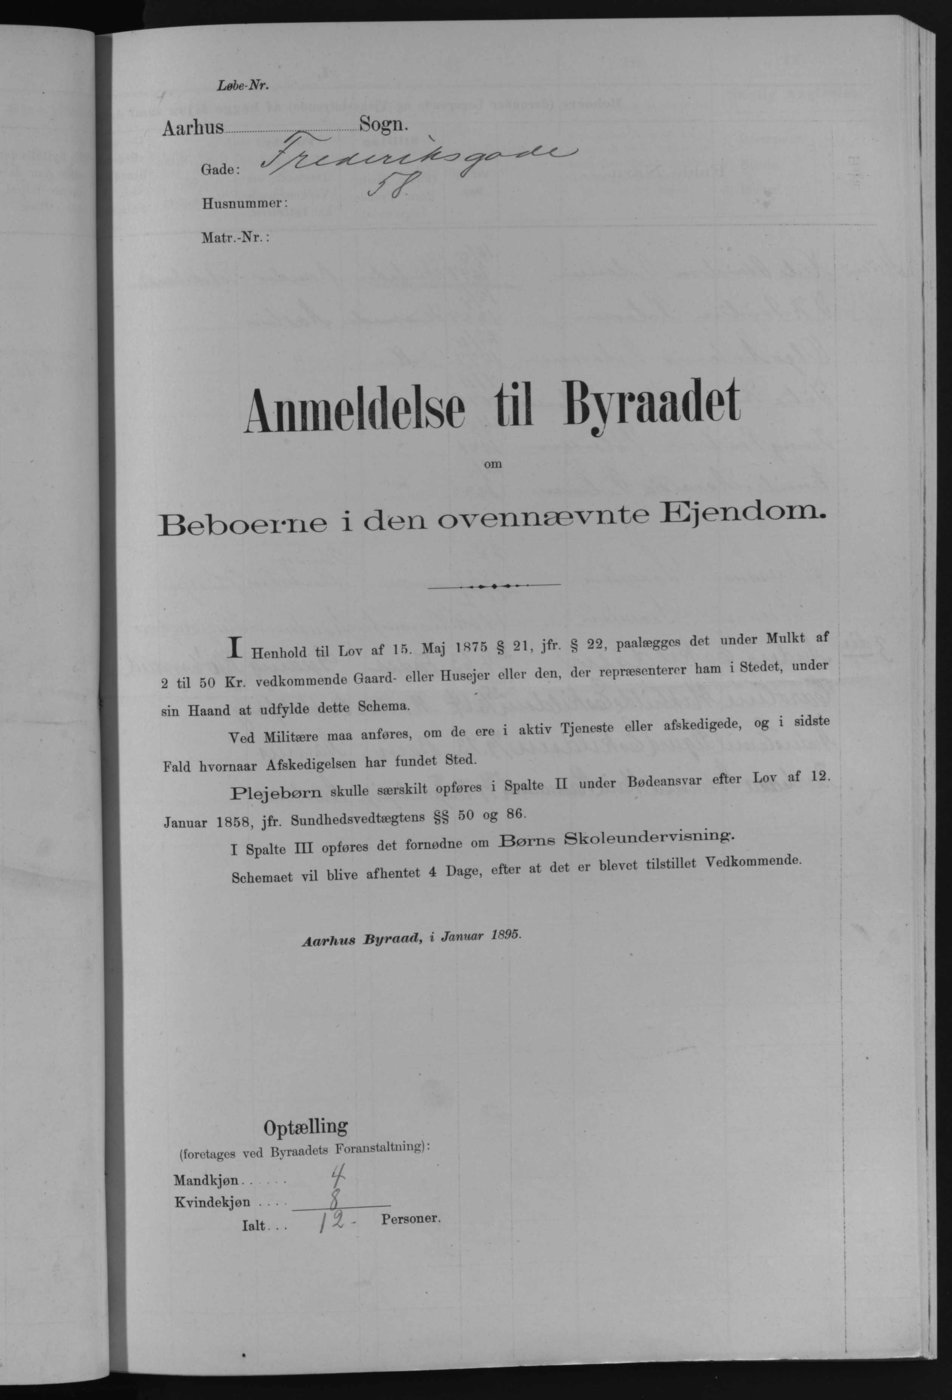 Løbe-Nr.
Aarhus Sogn.
Gade: Frederiksgade
Husnummer: 58.
Matr.-Nr.:
Anmeldelse til Byraadet
om
Beboerne i den ovennævnte Ejendom.
I Henhold til Lov af 15. Maj 1875 § 21, jfr. § 22, paalægges det under Mulkt af
2 til 50 Kr. vedkommende Gaard- eller Husejer eller den, der repræsenterer ham i Stedet, under
sin Haand at udfylde dette Schema.
Ved Militære maa anføres, om de ere i aktiv Tjeneste eller afskedigede, og i sidste
Fald hvornaar Afskedigelsen har fundet Sted.
Plejebørn skulle særskilt opføres i Spalte II under Bødeansvar efter Lov af 12.
Januar 1858, jfr. Sundhedsvedtægtens §§ 50 og 86.
I Spalte III opføres det fornødne om Børns Skoleundervisning.
Schemaet vil blive afhentet 4 Dage, efter at det er blevet tilstillet Vedkommende.
Aarhus Byraad, i Januar 1895.
Optælling
(foretages ved Byraadets Foranstaltning):
Mandkjøn...... 4
Kvindekjøn .... 8
Ialt... 12- Personer.